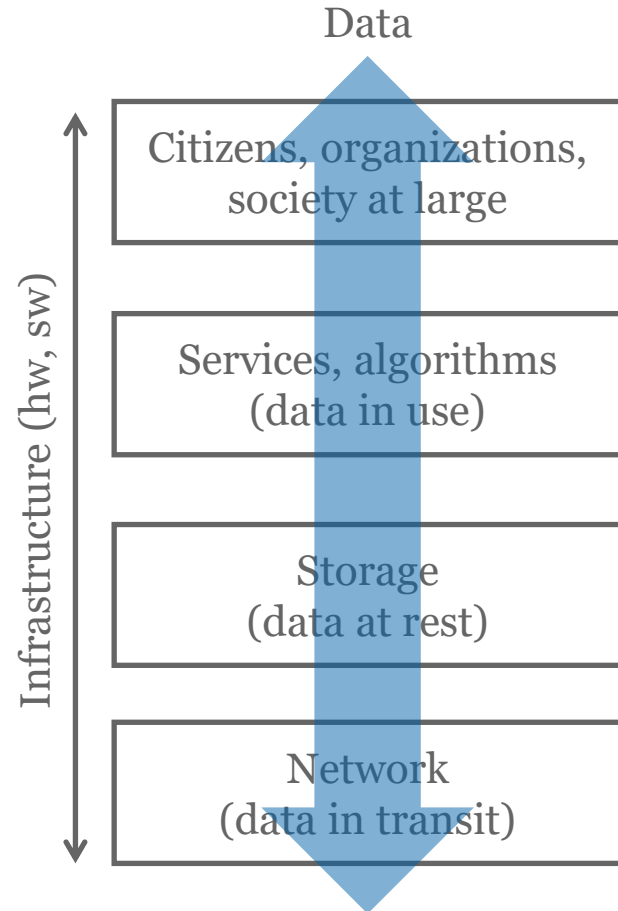 Data
Citizens, organizations,
society at large
Services, algorithms
(data in use)
Storage
(data at rest)
Network
(data in transit)
Infrastructure (hw, sw)